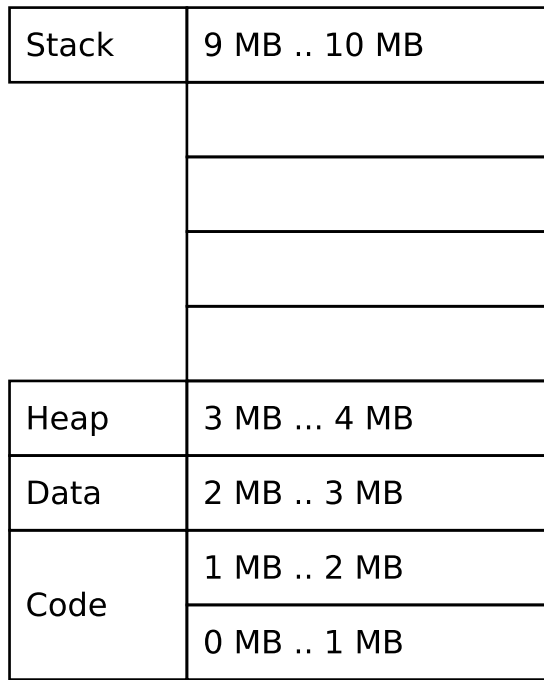 Stack 9 MB .. 10 MB
Heap 3 MB ... 4 MB
Data 2 MB .. 3 MB
1 MB .. 2 MB
Code
0 MB .. 1 MB